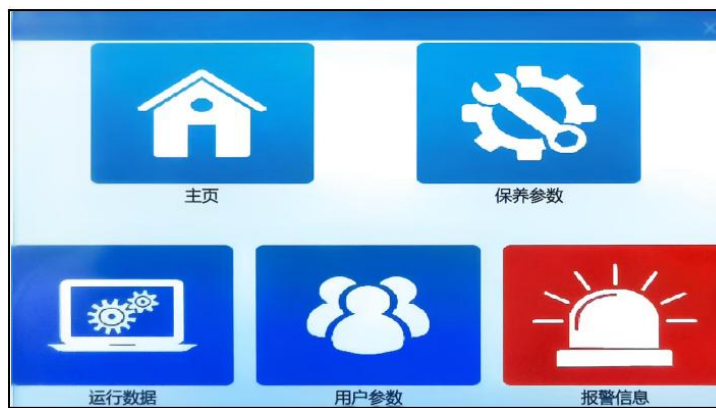 主页
保养参数
运行数据
用户参数
报警信息